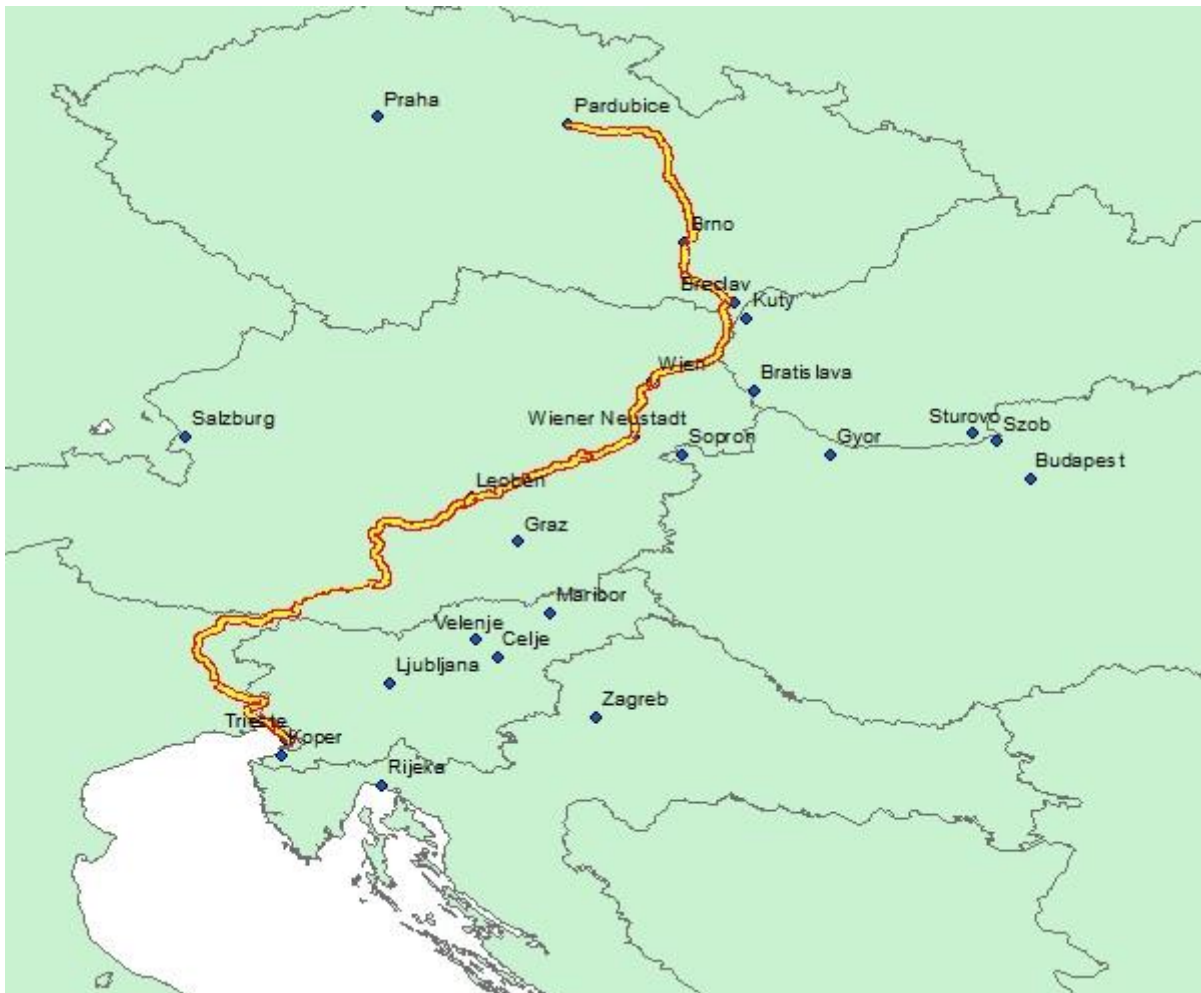 Praha
Pardubice
Brno
Breclav
Kuty
Wien
Bratislava
Salzburg
Wiener Neustadt
Sopron
Gyor
Sturovo
Szob
Budapest
Leoben
Graz
Maribor
Velenje
Celje
Ljubljana
Zagreb
Trieste
Koper
Rijeka